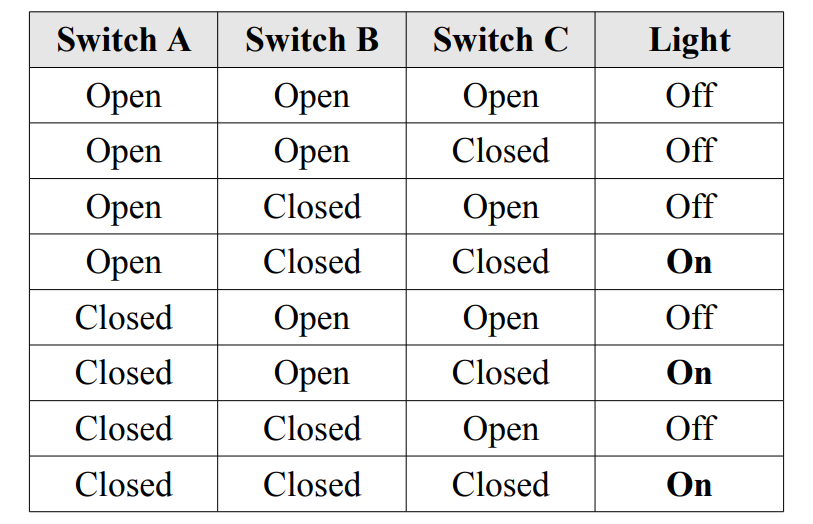 Switch A Switch B Switch C Light
Open Open Open Off
Open Open Closed Off
Open Closed Open Off
Open Closed Closed On
Closed Open Open Off
Closed Open Closed On
Closed Closed Open Off
Closed Closed Closed On